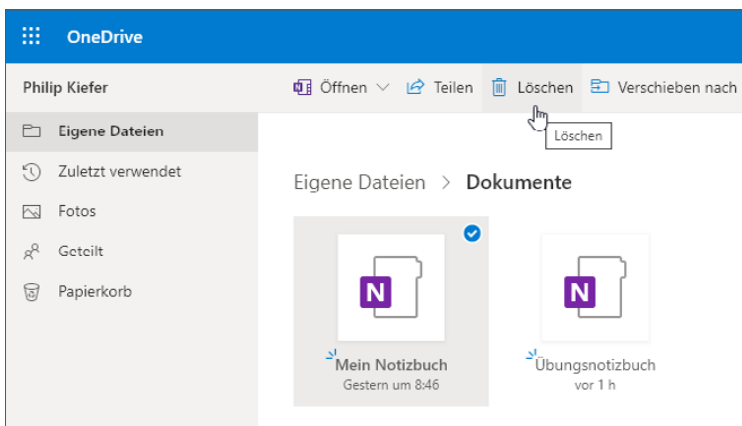 OneDrive
Philip Kiefer
Öffnen Teilen Löschen Verschieben nach
Löschen
Eigene Dateien
Zuletzt verwendet
Fotos
Geteilt
Papierkorb
Eigene Dateien > Dokumente
N N
Mein Notizbuch Übungsnotizbuch
Gestern um 8:46 vor 1 h